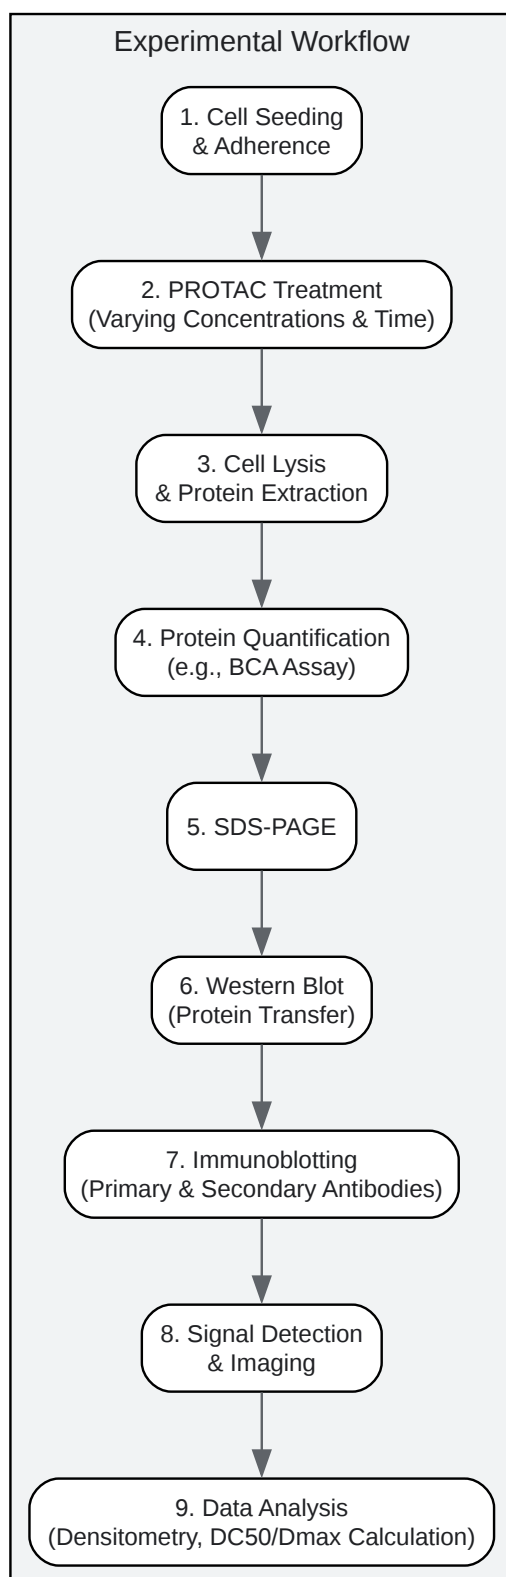 Experimental Workflow
1. Cell Seeding
& Adherence
2. PROTAC Treatment
(Varying Concentrations & Time)
3. Cell Lysis
& Protein Extraction
4. Protein Quantification
(e.g., BCA Assay)
5. SDS-PAGE
6. Western Blot
(Protein Transfer)
7. Immunoblotting
(Primary & Secondary Antibodies)
8. Signal Detection
& Imaging
9. Data Analysis
(Densitometry, DC50/Dmax Calculation)